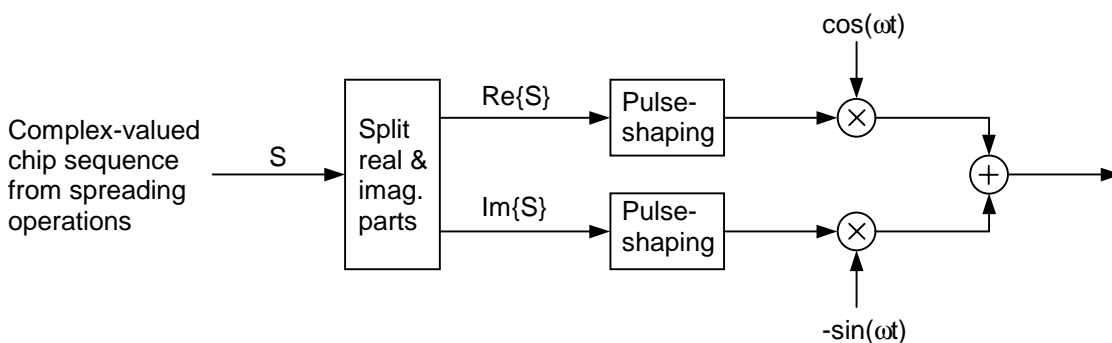 cos(ωt)
Complex-valued
chip sequence
from spreading
operations
S
Split
real &
imag.
parts
Re{S}
Im{S}
Pulse-
shaping
Pulse-
shaping
-sin(ωt)